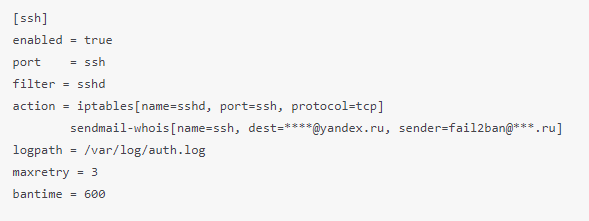 [ssh]
enabled = true
port    = ssh
filter = sshd
action = iptables[name=sshd, port=ssh, protocol=tcp]
        sendmail-whois[name=ssh, dest=****@yandex.ru, sender=fail2ban@***.ru]
logpath = /var/log/auth.log
maxretry = 3
bantime = 600